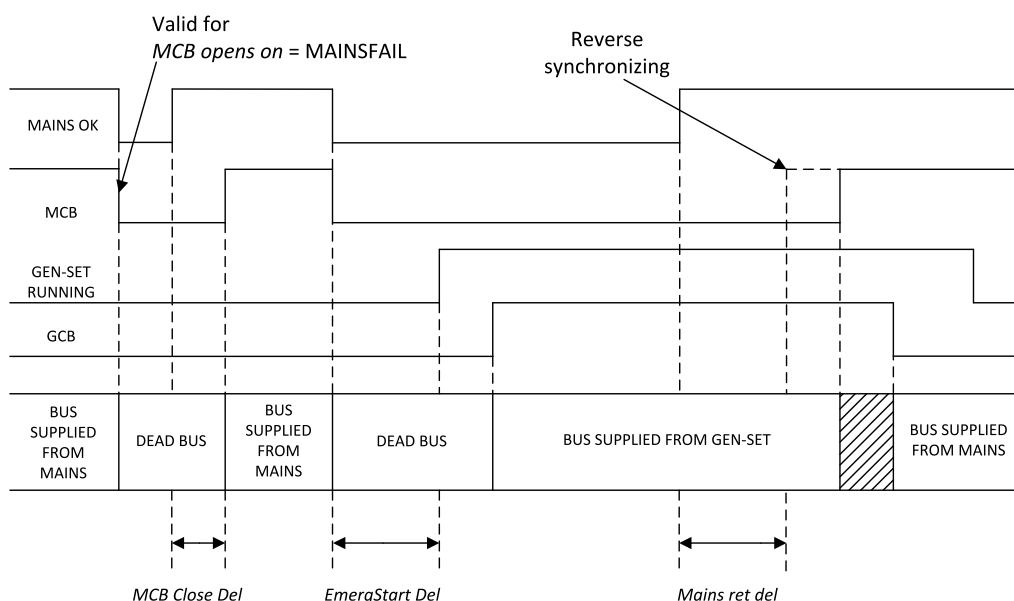 Valid for
MCB opens on = MAINSFAIL
Reverse
synchronizing
MAINS OK
MCB
GEN-SET
RUNNING
GCB
BUS
SUPPLIED
FROM
MAINS
DEAD BUS
BUS
SUPPLIED
FROM
MAINS
DEAD BUS
BUS SUPPLIED FROM GEN-SET
BUS SUPPLIED
FROM MAINS
MCB Close Del
EmergStart Del
Mains ret del